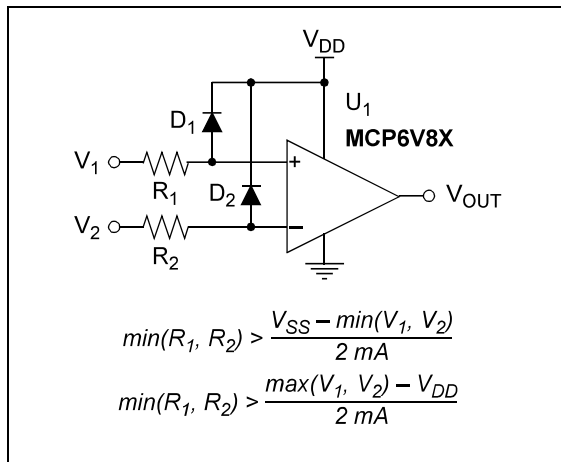 V_DD
U_1
MCP6V8X
D_1
V_1
R_1
+
D_2
V_OUT
V_2
R_2
−
min(R_1, R_2) > (V_SS – min(V_1, V_2)) / 2 mA
min(R_1, R_2) > (max(V_1, V_2) – V_DD) / 2 mA